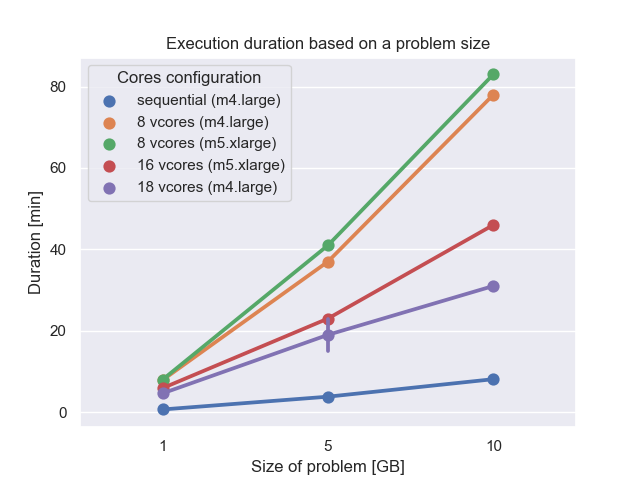 Execution duration based on a problem size
Cores configuration
sequential (m4.large)
8 vcores (m4.large)
8 vcores (m5.xlarge)
16 vcores (m5.xlarge)
18 vcores (m4.large)
Duration [min]
80
60
40
20
0
1 5 10
Size of problem [GB]